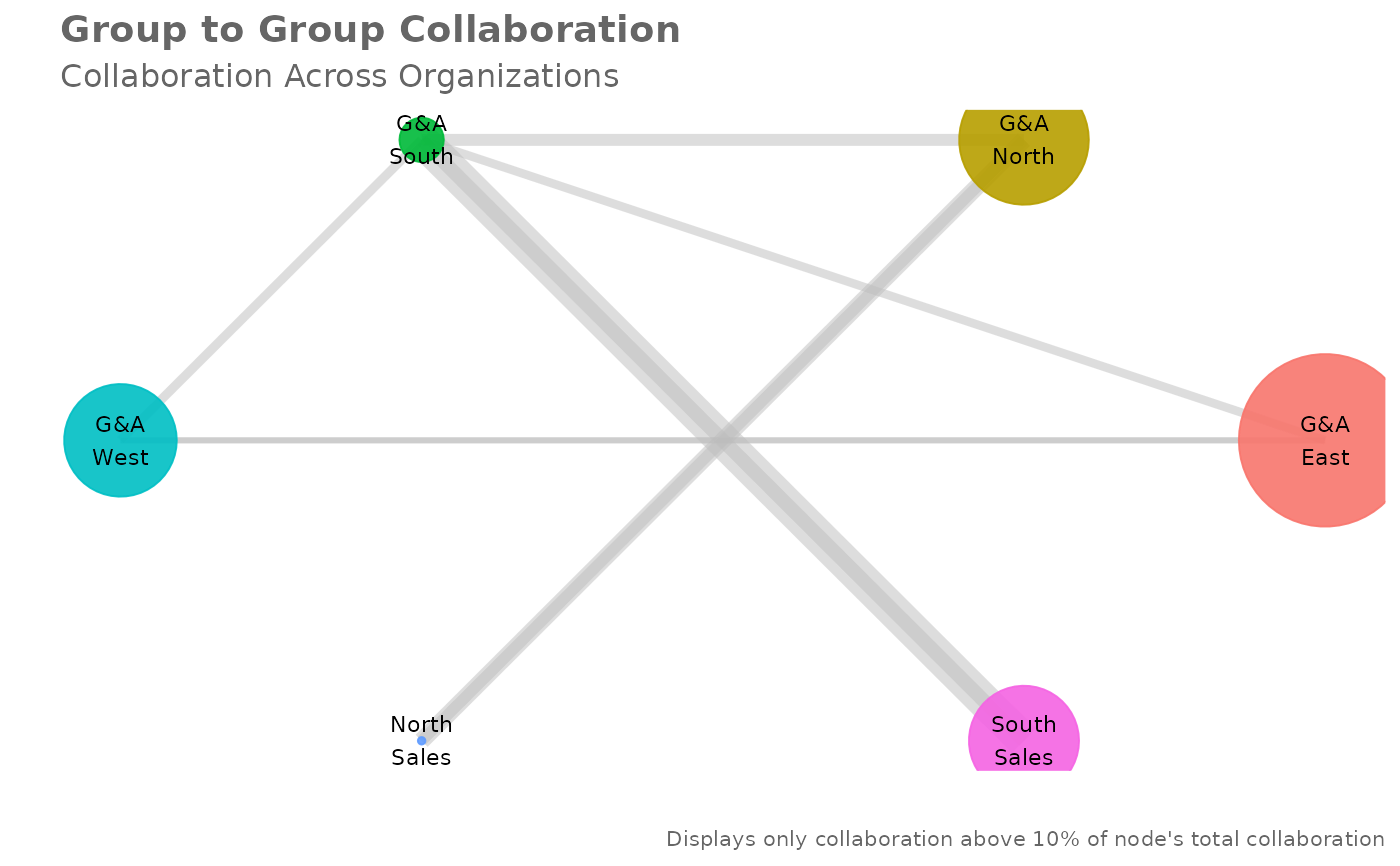 Group to Group Collaboration
Collaboration Across Organizations
G&A
South
G&A
North
G&A
West
G&A
East
North
Sales
South
Sales
Displays only collaboration above 10% of node's total collaboration